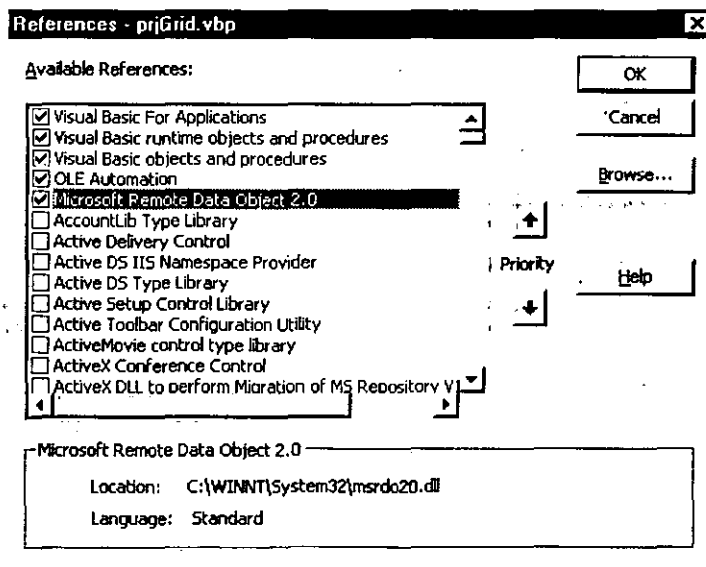 References - prjGrid.vbp
Available References:
OK
Cancel
Browse...
Priority
Help
Visual Basic For Applications
Visual Basic runtime objects and procedures
Visual Basic objects and procedures
OLE Automation
Microsoft Remote Data Object 2.0
AccountLib Type Library
Active Delivery Control
Active DS IIS Namespace Provider
Active DS Type Library
Active Setup Control Library
Active Toolbar Configuration Utility
ActiveMovie control type library
ActiveX Conference Control
ActiveX DLL to perform Migration of MS Repository V1
Microsoft Remote Data Object 2.0
Location: C:\WINNT\System32\msrdo20.dll
Language: Standard